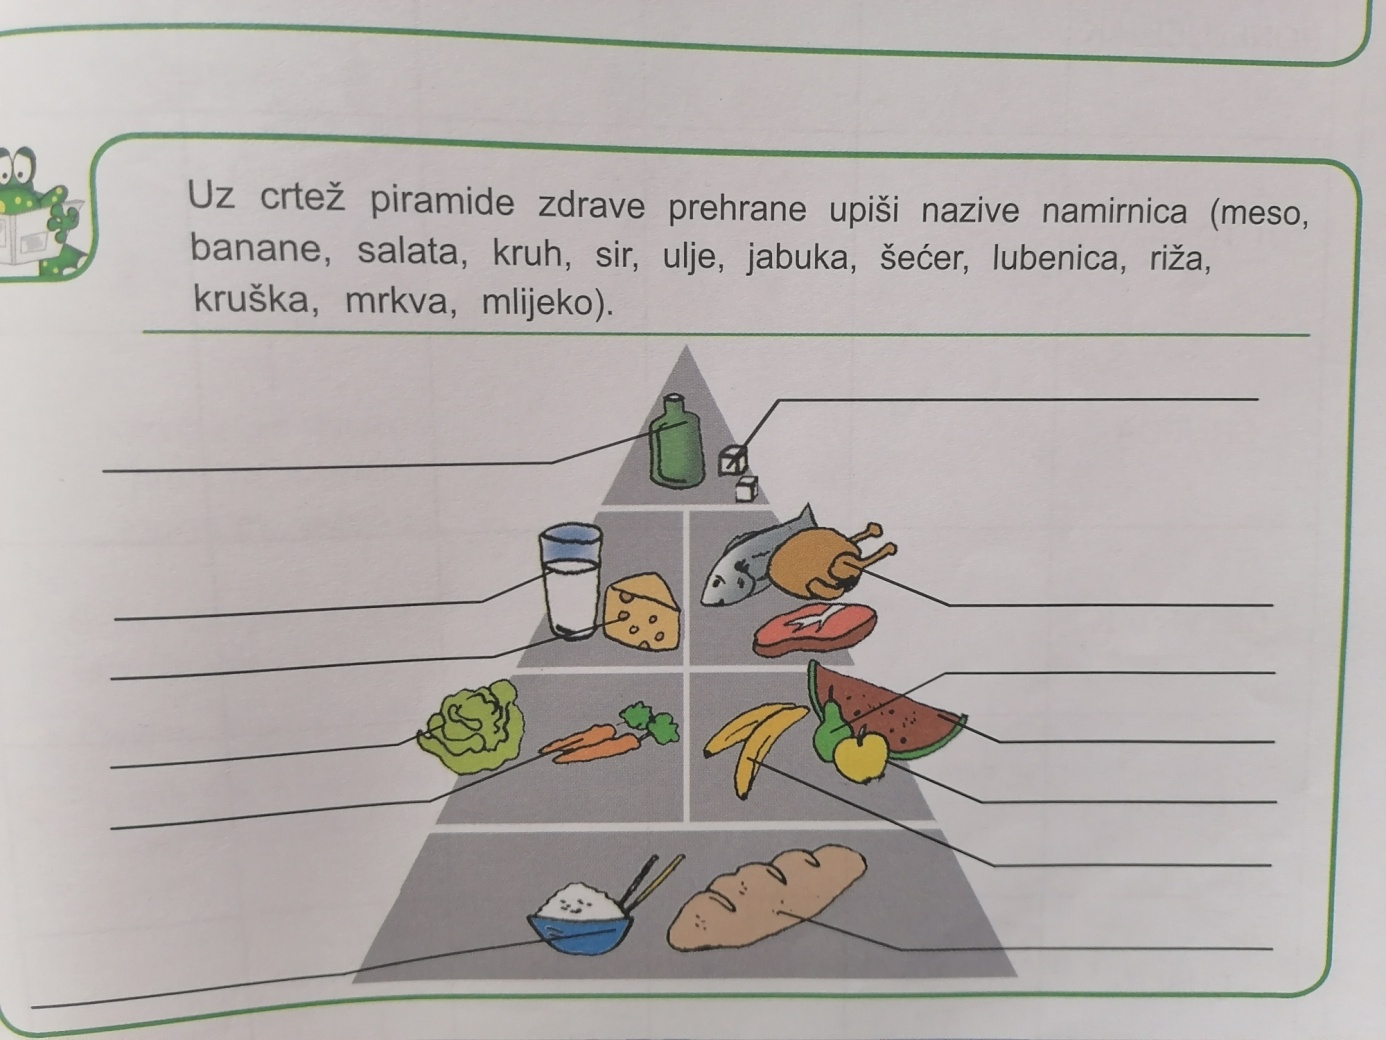 Uz crtež piramide zdrave prehrane upiši nazive namirnica (meso,
banane, salata, kruh, sir, ulje, jabuka, šećer, lubenica, riža,
kruška, mrkva, mlijeko).